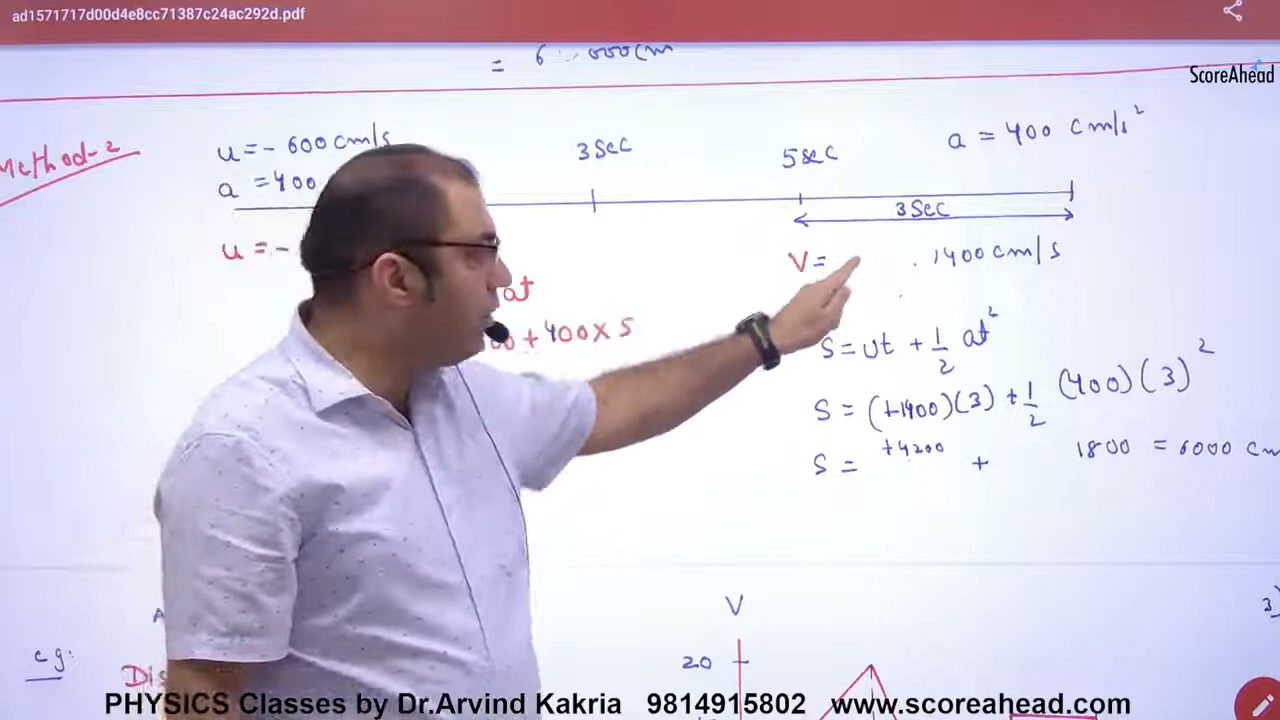 ad1571717d00d4e8cc71387c24ac292d.pdf
ScoreAhead
Method-2
u = - 600 cm/s
a = 400
3 Sec
5 sec
a = 400 cm/s²
3 Sec
u = -
V = 1400 cm/s
at
+ 400 x 5
S = ut + 1/2 at²
S = (+1400)(3) + 1/2 (400)(3)²
S = +4200 + 1800 = 6000 cm
V
3)
eg:
20
PHYSICS Classes by Dr.Arvind Kakria 9814915802 www.scoreahead.com